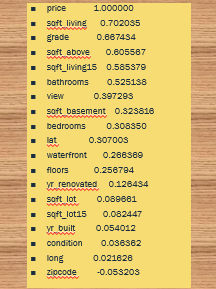 ▪ price 1.000000
▪ sqft_living 0.702035
▪ grade 0.667434
▪ sqft_above 0.605567
▪ sqft_living15 0.585379
▪ bathrooms 0.525138
▪ view 0.397293
▪ sqft_basement 0.323816
▪ bedrooms 0.308350
▪ lat 0.307003
▪ waterfront 0.266369
▪ floors 0.256794
▪ yr_renovated 0.126434
▪ sqft_lot 0.089661
▪ sqft_lot15 0.082447
▪ yr_built 0.054012
▪ condition 0.036362
▪ long 0.021626
▪ zipcode -0.053203